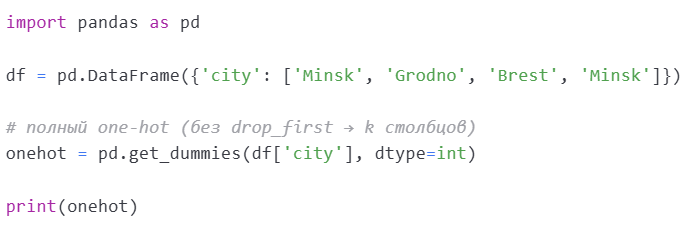 import pandas as pd
df = pd.DataFrame({'city': ['Minsk', 'Grodno', 'Brest', 'Minsk']})
# полный one-hot (без drop_first → k столбцов)
onehot = pd.get_dummies(df['city'], dtype=int)
print(onehot)